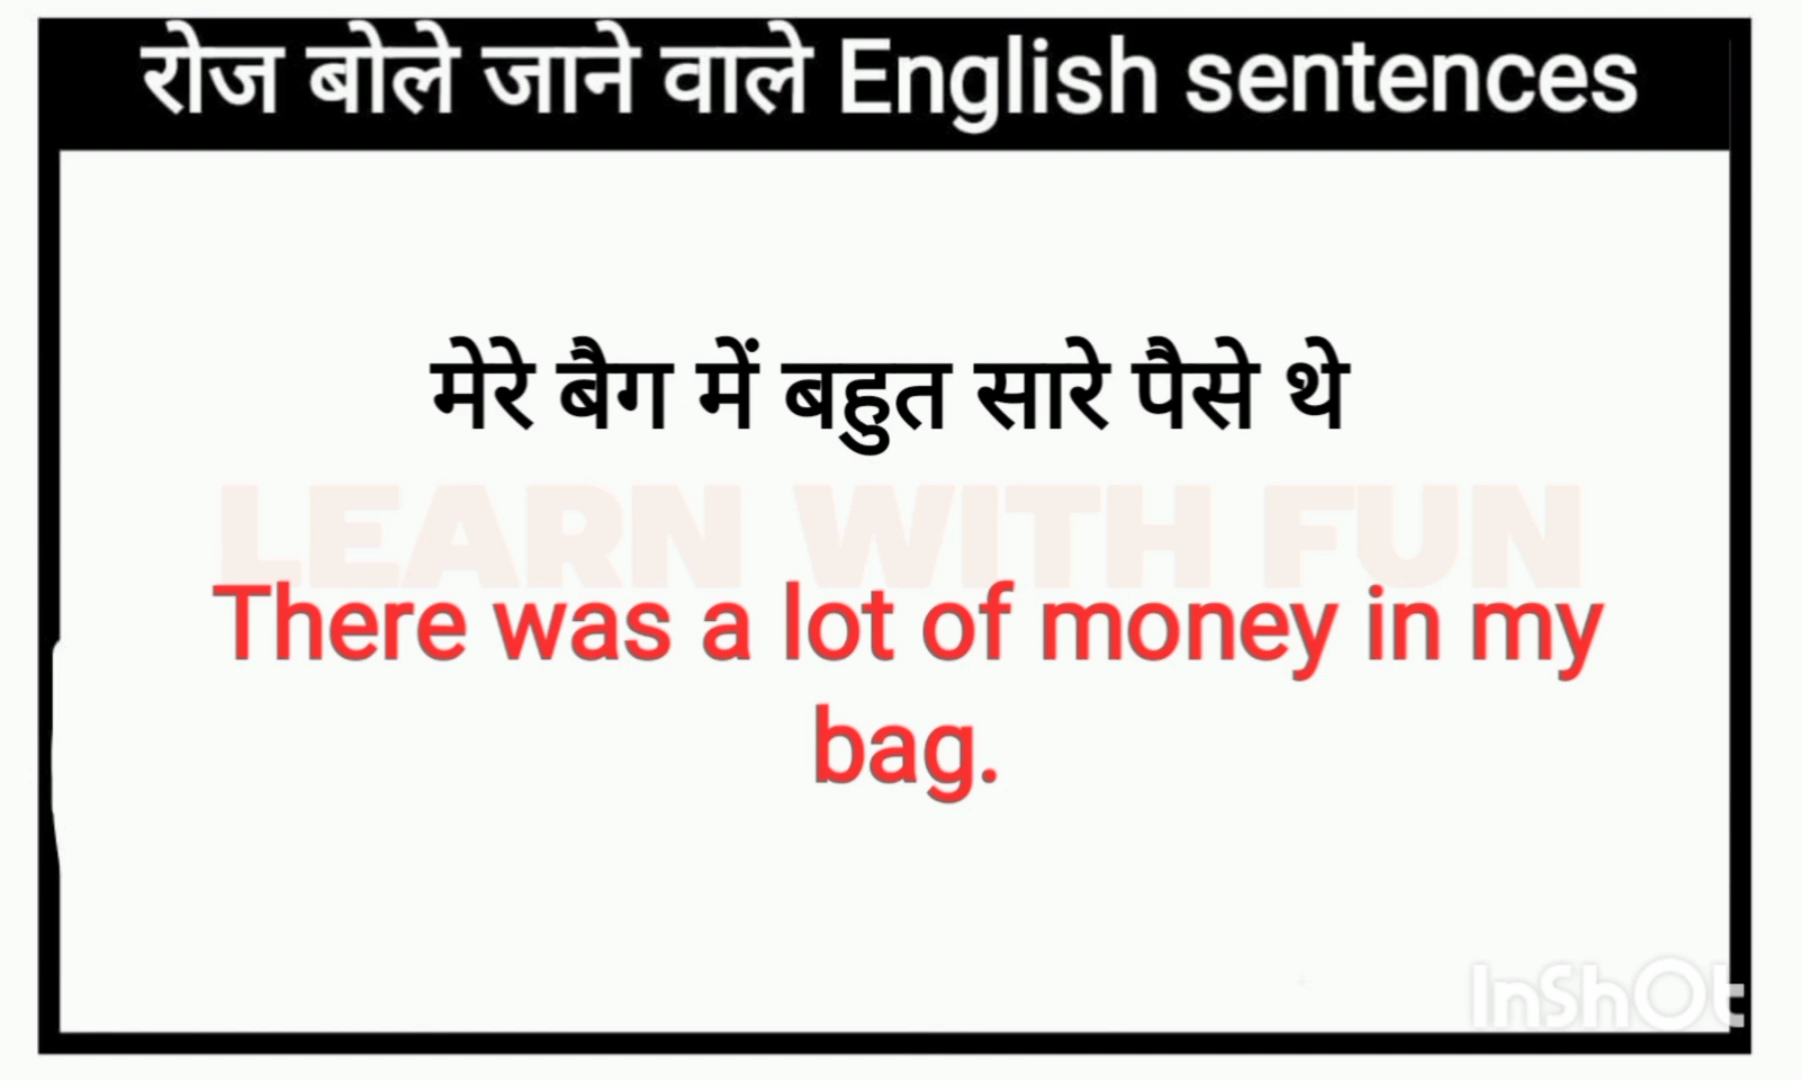 रोज बोले जाने वाले English sentences
मेरे बैग में बहुत सारे पैसे थे
LEARN WITH FUN
There was a lot of money in my
bag.
InShOt